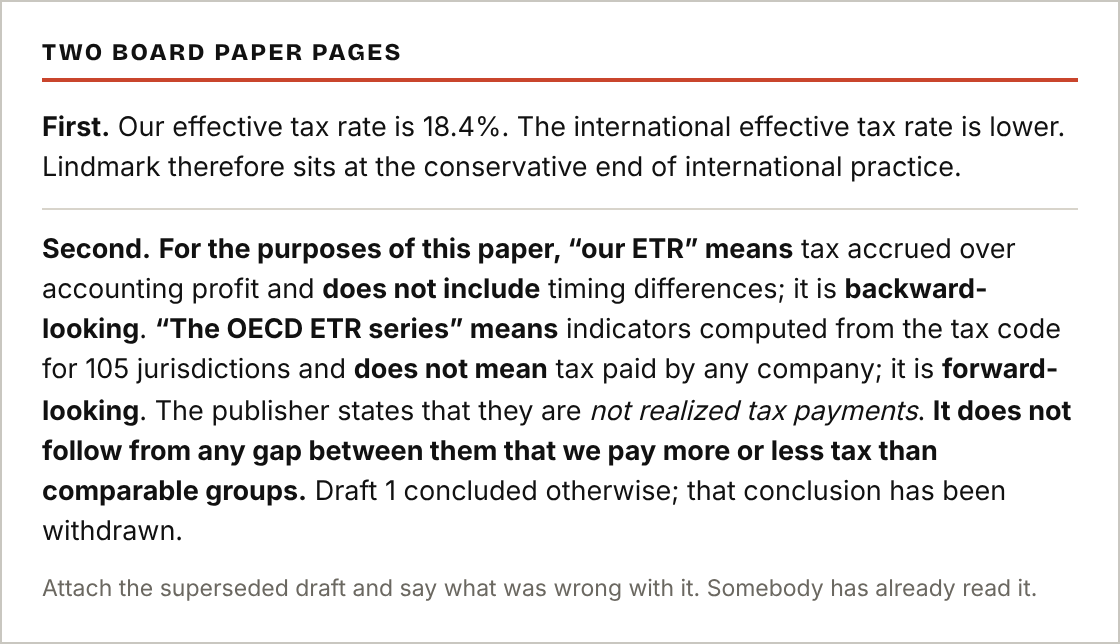 TWO BOARD PAPER PAGES
First. Our effective tax rate is 18.4%. The international effective tax rate is lower.
Lindmark therefore sits at the conservative end of international practice.
Second. For the purposes of this paper, “our ETR” means tax accrued over
accounting profit and does not include timing differences; it is backward-
looking. “The OECD ETR series” means indicators computed from the tax code
for 105 jurisdictions and does not mean tax paid by any company; it is forward-
looking. The publisher states that they are not realized tax payments. It does not
follow from any gap between them that we pay more or less tax than
comparable groups. Draft 1 concluded otherwise; that conclusion has been
withdrawn.
Attach the superseded draft and say what was wrong with it. Somebody has already read it.